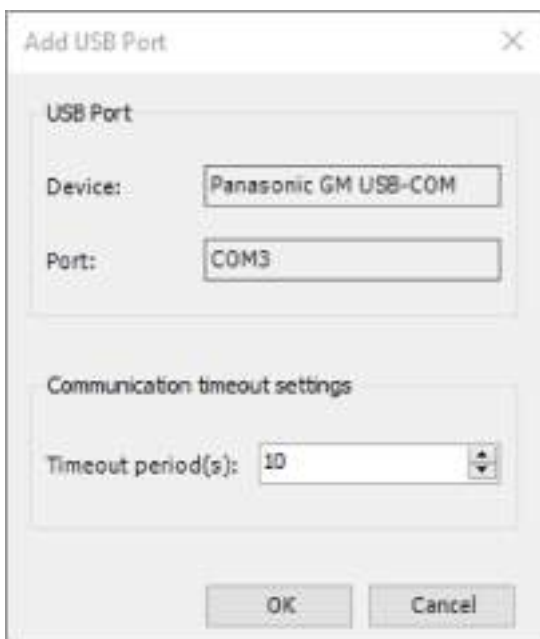 Add USB Port
USB Port
Device: Panasonic GM USB-COM
Port: COM3
Communication timeout settings
Timeout period(s): 10
OK Cancel